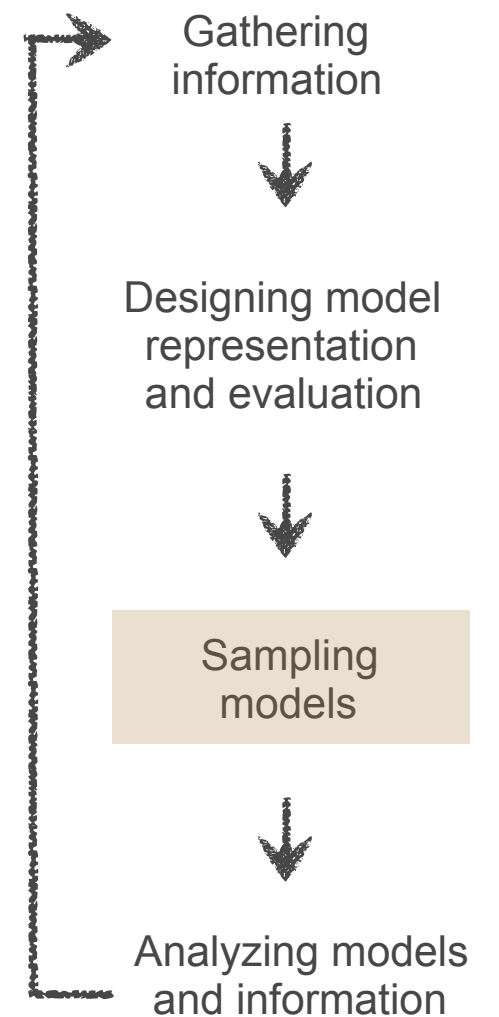 Gathering
information
Designing model
representation
and evaluation
Sampling
models
Analyzing models
and information